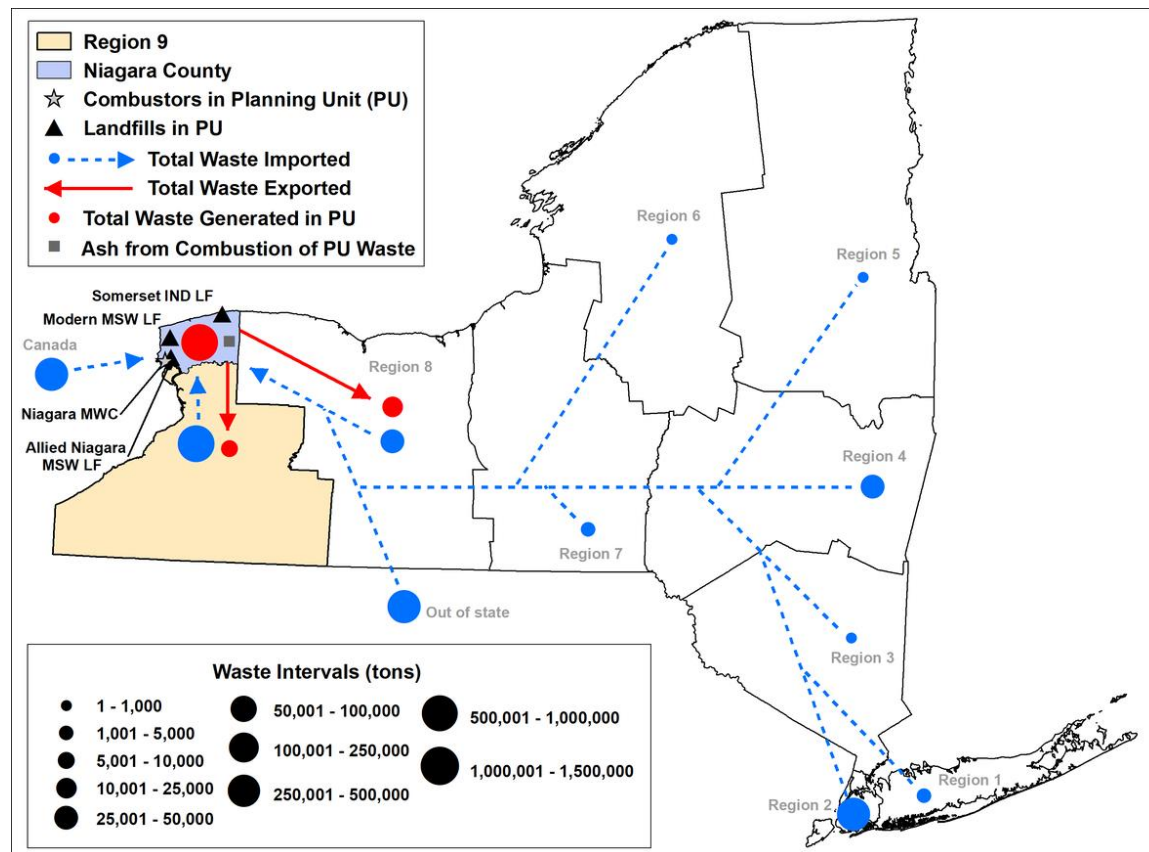 Region 9
Niagara County
Combustors in Planning Unit (PU)
Landfills in PU
Total Waste Imported
Total Waste Exported
Total Waste Generated in PU
Ash from Combustion of PU Waste
Region 6
Region 5
Somerset IND LF
Modern MSW LF
Canada
Region 8
Niagara MWC
Allied Niagara
MSW LF
Region 4
Region 7
Out of state
Region 3
Region 1
Region 2
Waste Intervals (tons)
1 - 1,000
1,001 - 5,000
5,001 - 10,000
10,001 - 25,000
25,001 - 50,000
50,001 - 100,000
100,001 - 250,000
250,001 - 500,000
500,001 - 1,000,000
1,000,001 - 1,500,000